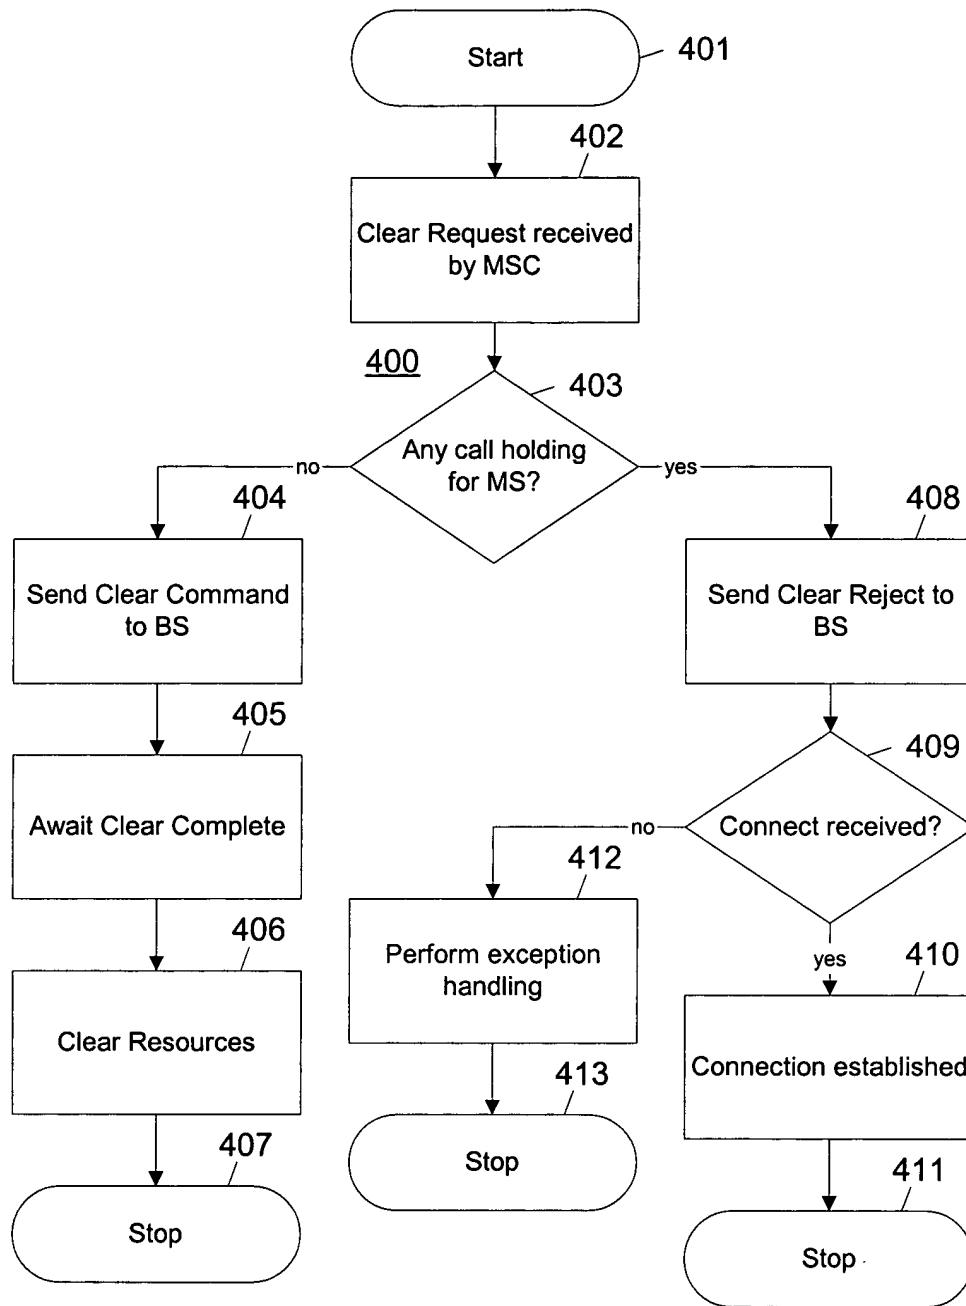 Start
401
402
Clear Request received
by MSC
400
403
Any call holding
for MS?
no
yes
404
408
Send Clear Command
to BS
Send Clear Reject to
BS
405
409
Await Clear Complete
Connect received?
no
412
406
yes
410
Perform exception
handling
Clear Resources
Connection established
413
407
411
Stop
Stop
Stop